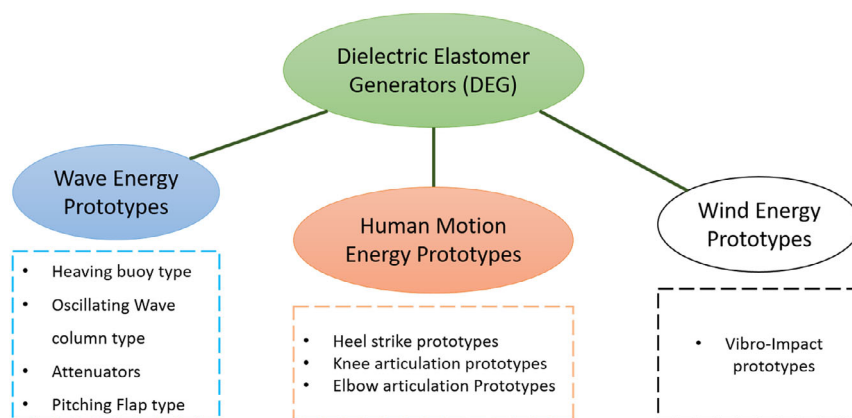 Dielectric Elastomer
Generators (DEG)
Wave Energy
Prototypes
Human Motion
Energy Prototypes
Wind Energy
Prototypes
• Heaving buoy type
• Oscillating Wave
column type
• Attenuators
• Pitching Flap type
• Heel strike prototypes
• Knee articulation prototypes
• Elbow articulation Prototypes
• Vibro-Impact
prototypes